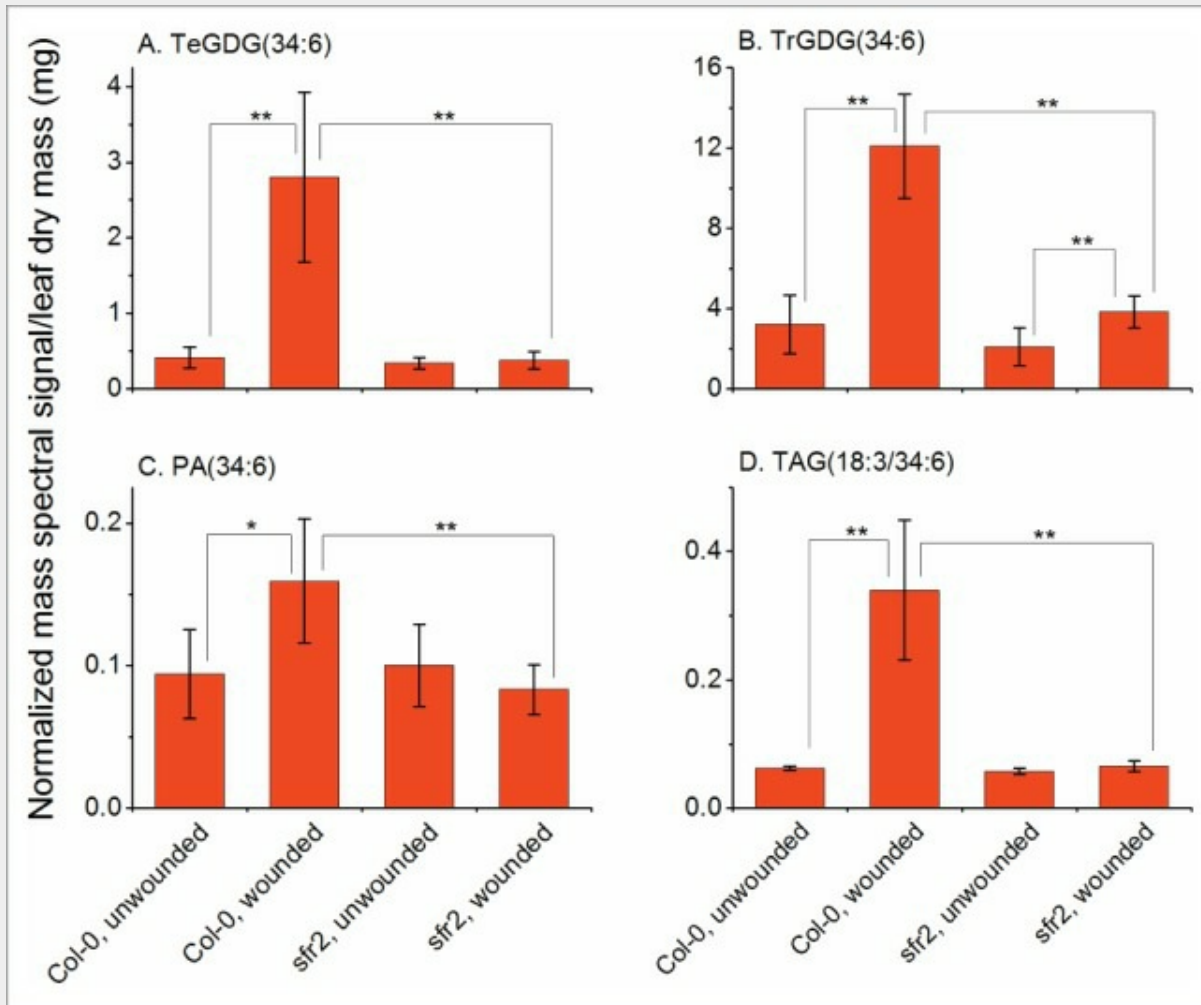 Normalized mass spectral signal/leaf dry mass (mg)
A. TeGDG(34:6)
4
3
2
1
0
**
**
B. TrGDG(34:6)
16
12
8
4
0
**
**
**
C. PA(34:6)
0.2
0.1
0.0
*
**
D. TAG(18:3/34:6)
0.4
0.2
0.0
**
**
Col-0, unwounded
Col-0, wounded
sfr2, unwounded
sfr2, wounded
Col-0, unwounded
Col-0, wounded
sfr2, unwounded
sfr2, wounded